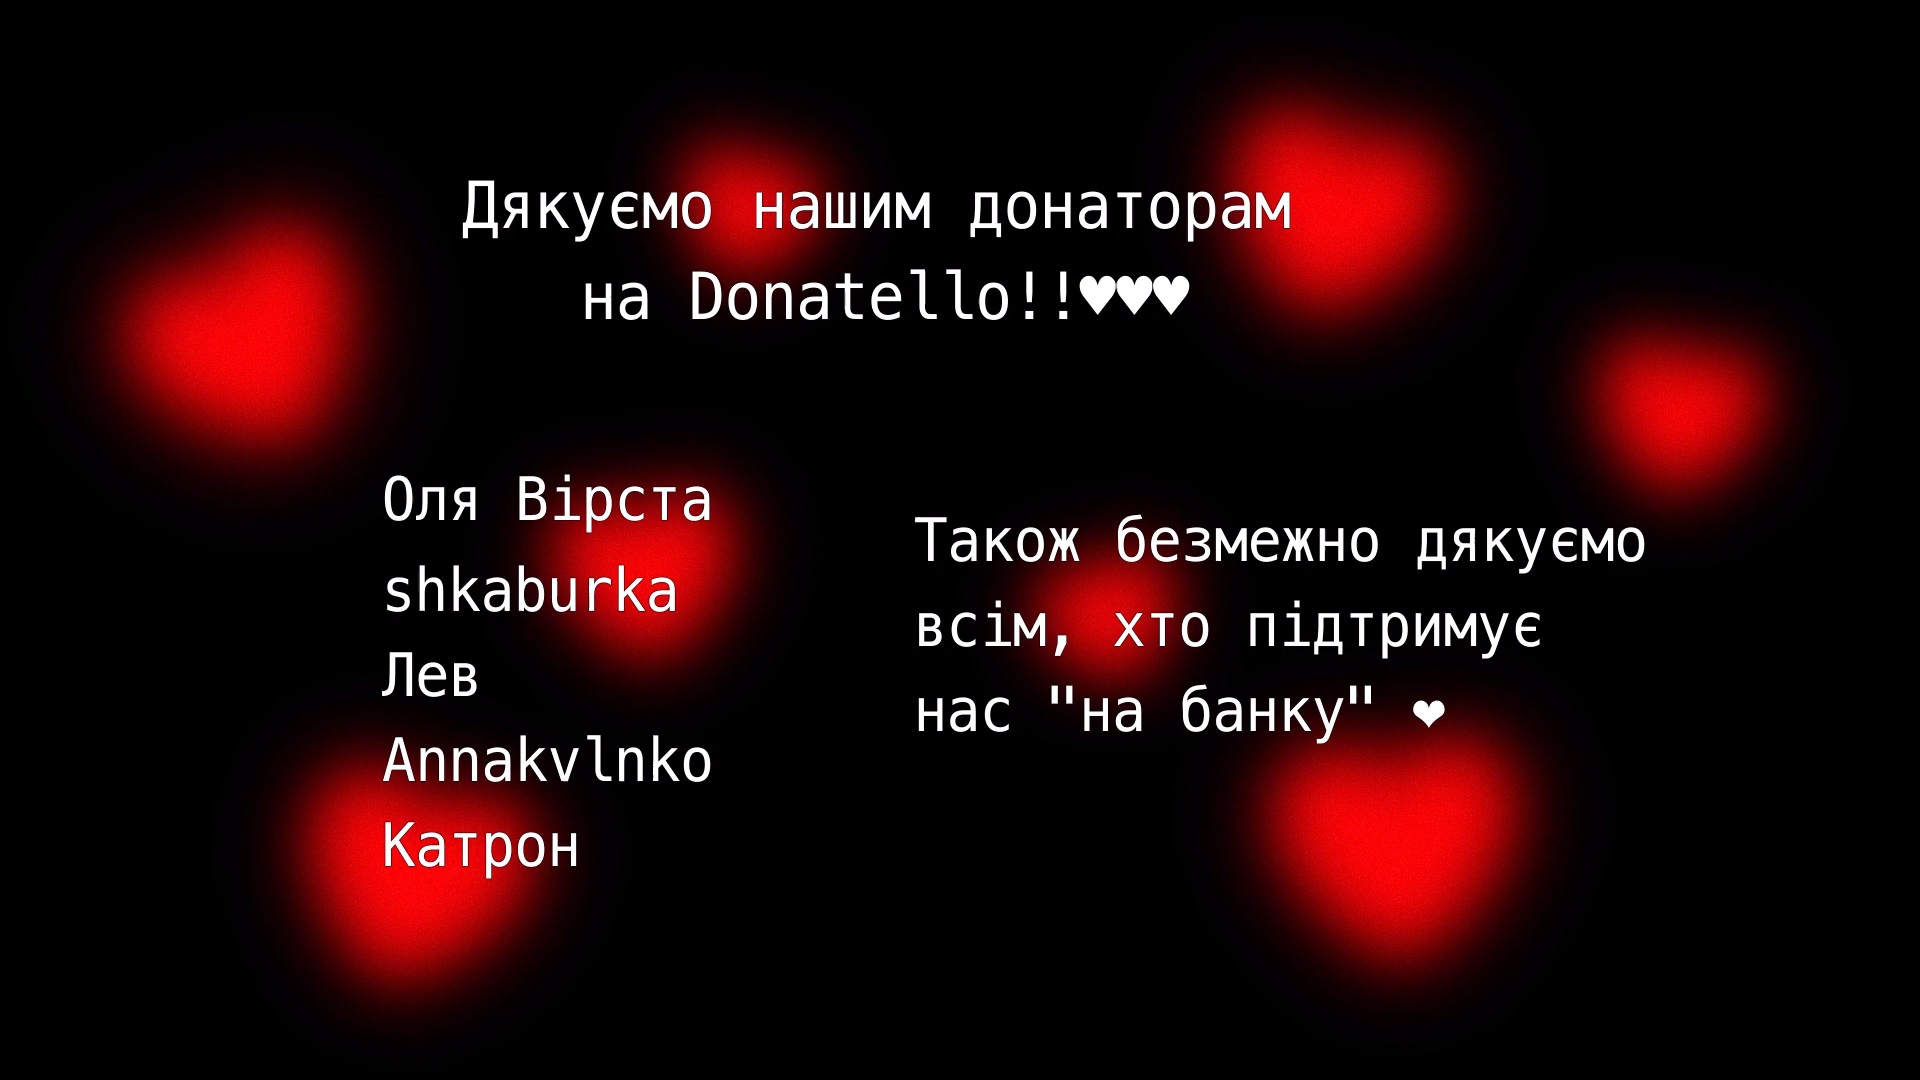 Дякуємо нашим донаторам
на Donatello!!♥♥♥
Оля Вірста
shkaburka
Лев
Annakvlnko
Катрон
Також безмежно дякуємо
всім, хто підтримує
нас "на банку" ❤